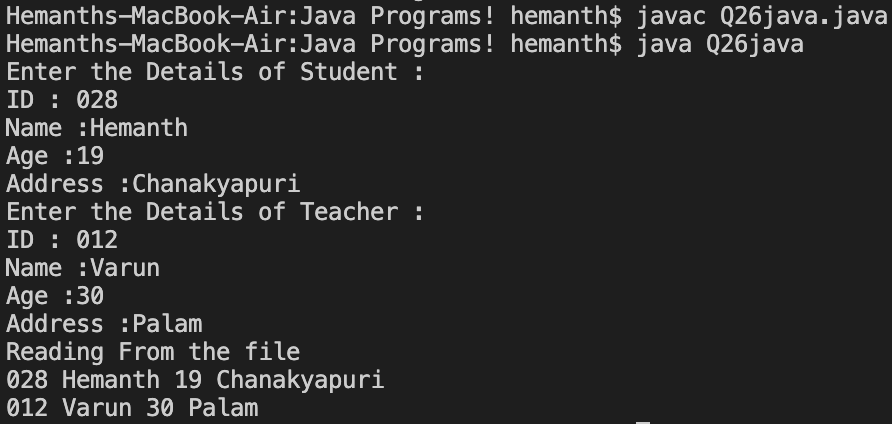 Hemanths-MacBook-Air:Java Programs! hemanth$ javac Q26java.java
Hemanths-MacBook-Air:Java Programs! hemanth$ java Q26java
Enter the Details of Student :
ID : 028
Name :Hemanth
Age :19
Address :Chanakyapuri
Enter the Details of Teacher :
ID : 012
Name :Varun
Age :30
Address :Palam
Reading From the file
028 Hemanth 19 Chanakyapuri
012 Varun 30 Palam